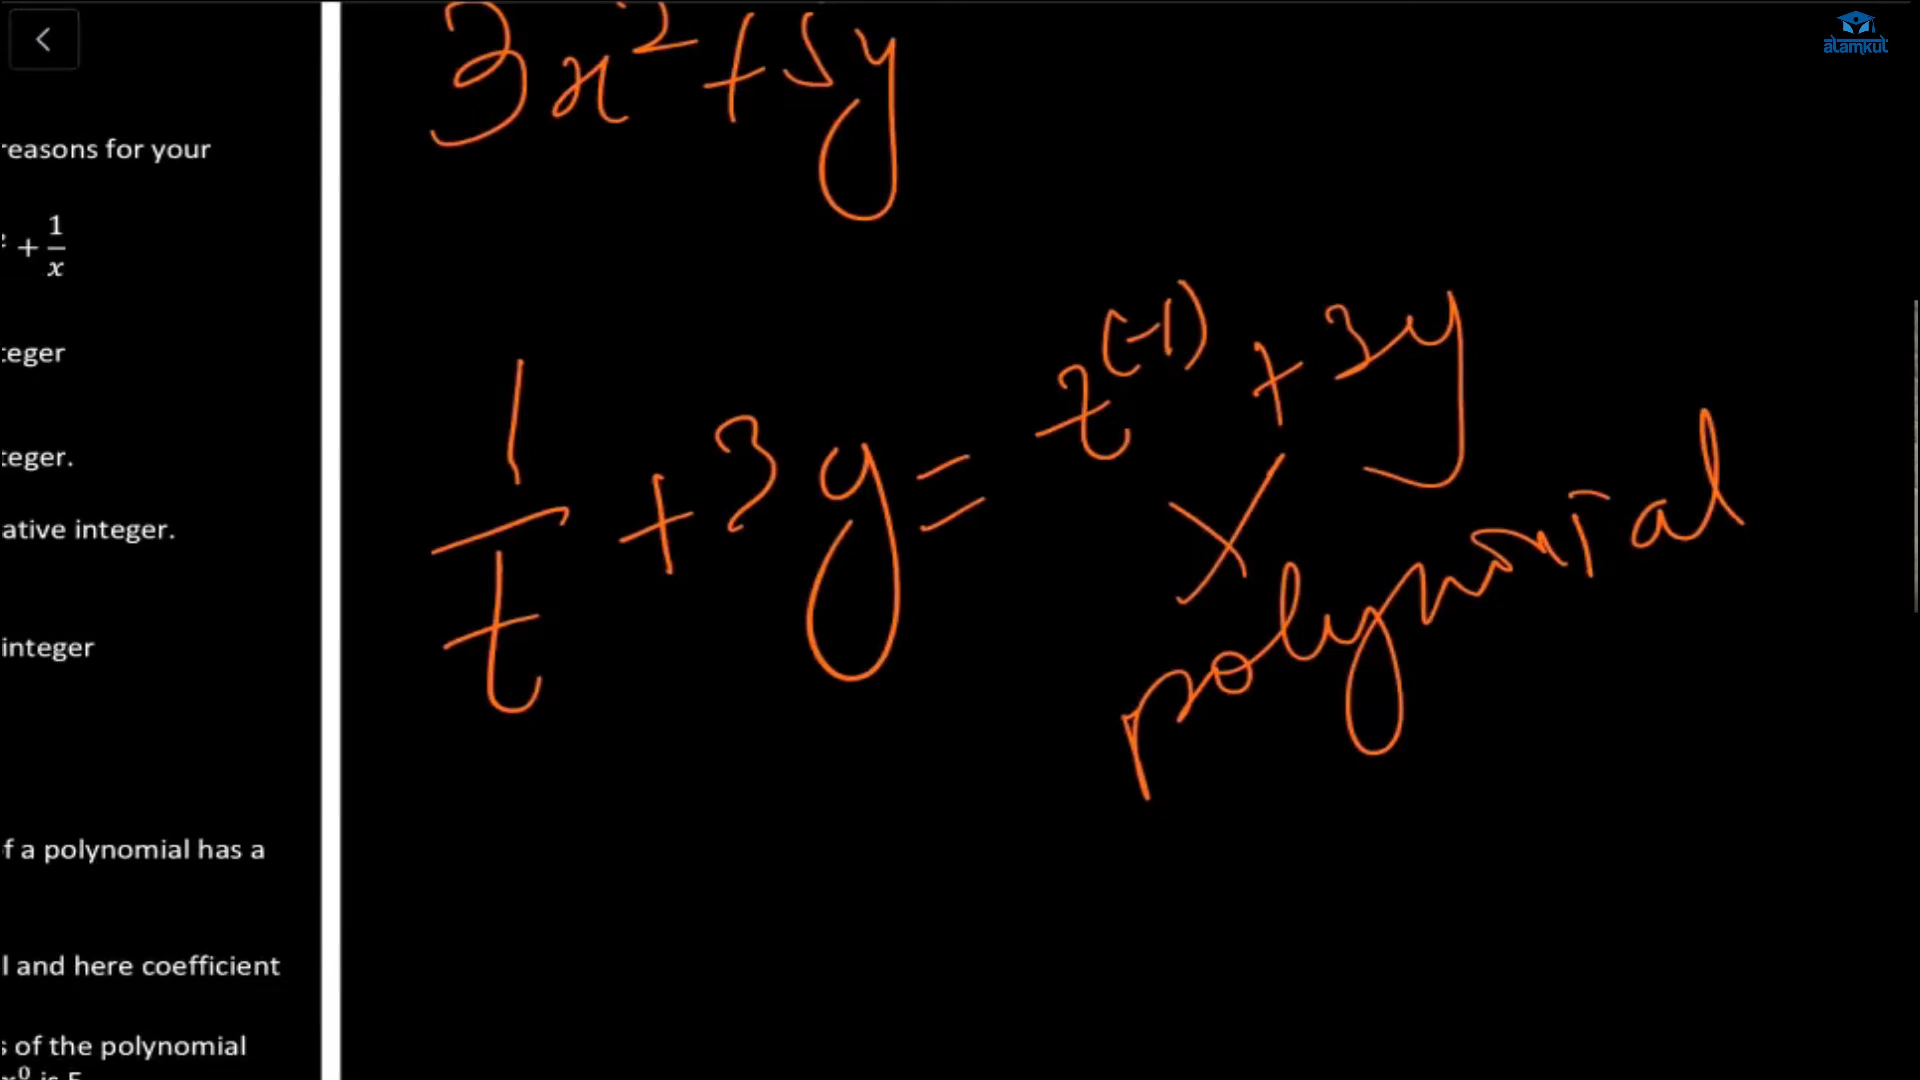 alamkul
reasons for your
+ 1/x
teger
teger.
ative integer.
integer
f a polynomial has a
l and here coefficient
s of the polynomial
3x² + 5y
1/t + 3y = t^(-1) + 3y
×
polynomial